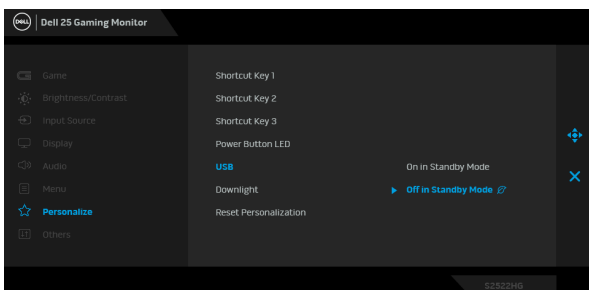 DELL
Dell 25 Gaming Monitor
Game
Brightness/Contrast
Input Source
Display
Audio
Menu
Personalize
Others
Shortcut Key 1
Shortcut Key 2
Shortcut Key 3
Power Button LED
USB
On in Standby Mode
Downlight
Off in Standby Mode
Reset Personalization
S2522HG